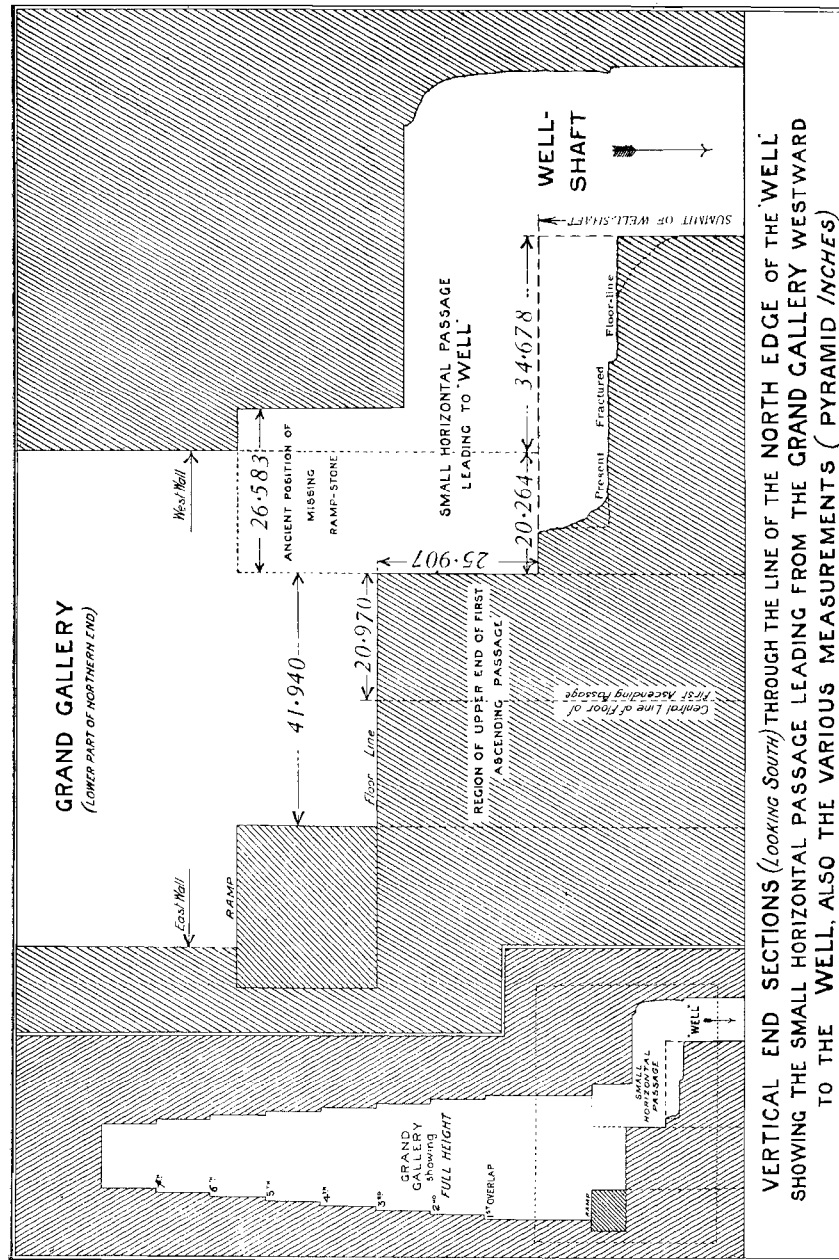 GRAND GALLERY
(LOWER PART OF NORTHERN END)
East Wall
West Wall
RAMP
41·940
26·583
ANCIENT POSITION OF
MISSING
RAMP-STONE
Floor Line
20·970
25·907
SMALL HORIZONTAL PASSAGE
LEADING TO "WELL"
REGION OF UPPER END OF FIRST
ASCENDING PASSAGE
20·264
34·678
Central Line of Floor of
First Ascending Passage
Present Fractured Floor-line
SUMMIT OF WELL-SHAFT
WELL-
SHAFT
7TH
6TH
5TH
4TH
3RD
2ND
1ST OVERLAP
GRAND
GALLERY
showing
FULL HEIGHT
RAMP
SMALL
HORIZONTAL
PASSAGE
"WELL"
VERTICAL END SECTIONS (LOOKING SOUTH) THROUGH THE LINE OF THE NORTH EDGE OF THE "WELL"
SHOWING THE SMALL HORIZONTAL PASSAGE LEADING FROM THE GRAND GALLERY WESTWARD
TO THE WELL, ALSO THE VARIOUS MEASUREMENTS ( PYRAMID INCHES)